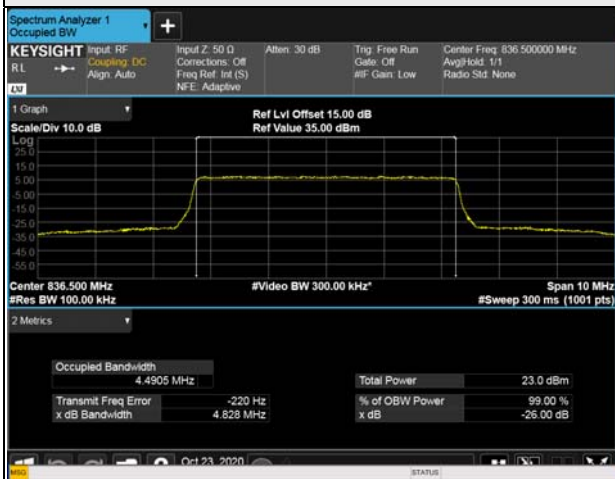 Spectrum Analyzer 1
Occupied BW
+
KEYSIGHT
RL
LXI
Input: RF
Coupling: DC
Align: Auto
Input Z: 50 Ω
Corrections: Off
Freq Ref: Int (S)
NFE: Adaptive
Atten: 30 dB
Trig: Free Run
Gate: Off
#IF Gain: Low
Center Freq: 836.500000 MHz
Avg|Hold: 1/1
Radio Std: None
1 Graph
Scale/Div 10.0 dB
Ref Lvl Offset 15.00 dB
Ref Value 35.00 dBm
Log
25.0
15.0
5.00
-5.00
-15.0
-25.0
-35.0
-45.0
-55.0
Center 836.500 MHz
#Video BW 300.00 kHz*
Span 10 MHz
#Res BW 100.00 kHz
#Sweep 300 ms (1001 pts)
2 Metrics
Occupied Bandwidth
4.4905 MHz
Total Power 23.0 dBm
Transmit Freq Error -220 Hz
% of OBW Power 99.00 %
x dB Bandwidth 4.828 MHz
x dB -26.00 dB
Oct 23, 2020
MSG
STATUS